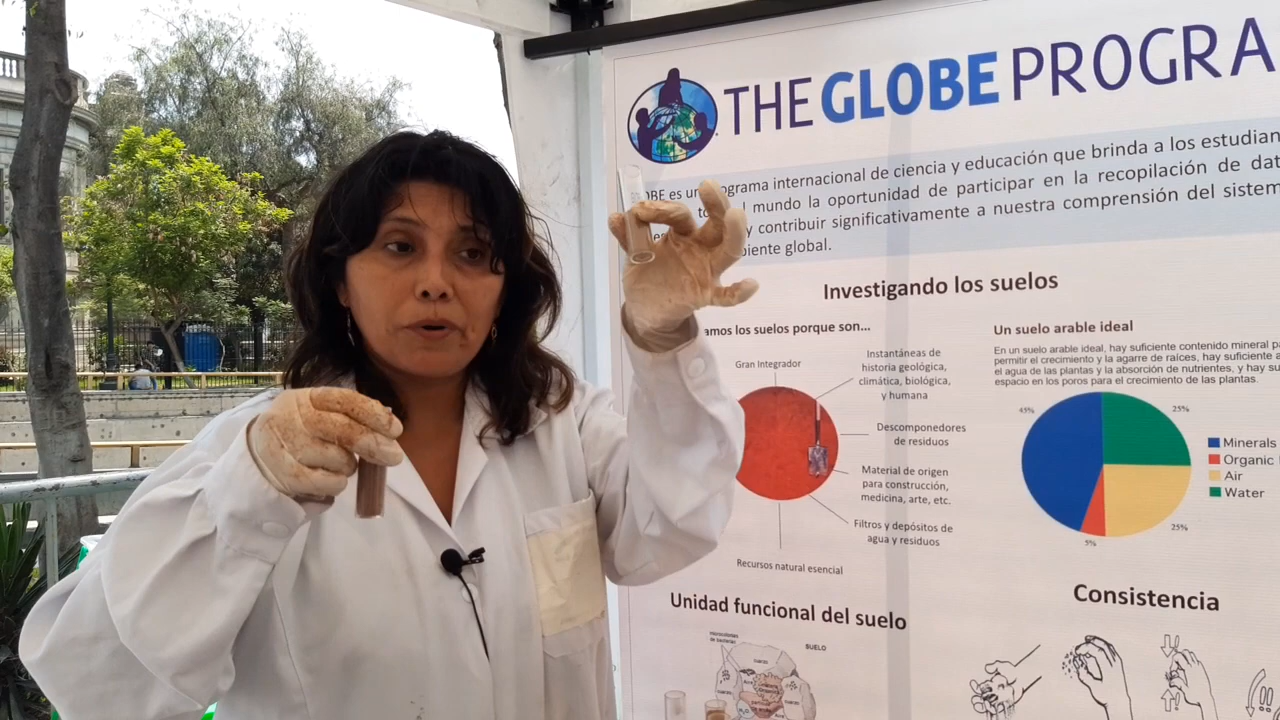 THE GLOBE PROGRA
OBE es un programa internacional de ciencia y educación que brinda a los estudian
l mundo la oportunidad de participar en la recopilación de dat
y contribuir significativamente a nuestra comprensión del sistem
biente global.
Investigando los suelos
amos los suelos porque son...
Gran Integrador
Instantáneas de
historia geológica,
climática, biológica,
y humana
Descomponedores
de residuos
Material de origen
para construcción,
medicina, arte, etc.
Filtros y depósitos de
agua y residuos
Recursos natural esencial
Un suelo arable ideal
En un suelo arable ideal, hay suficiente contenido mineral pa
permitir el crecimiento y la agarre de raíces, hay suficiente a
el agua de las plantas y la absorción de nutrientes, y hay su
espacio en los poros para el crecimiento de las plantas.
45%
25%
25%
5%
Minerals
Organic
Air
Water
Unidad funcional del suelo
SUELO
Consistencia